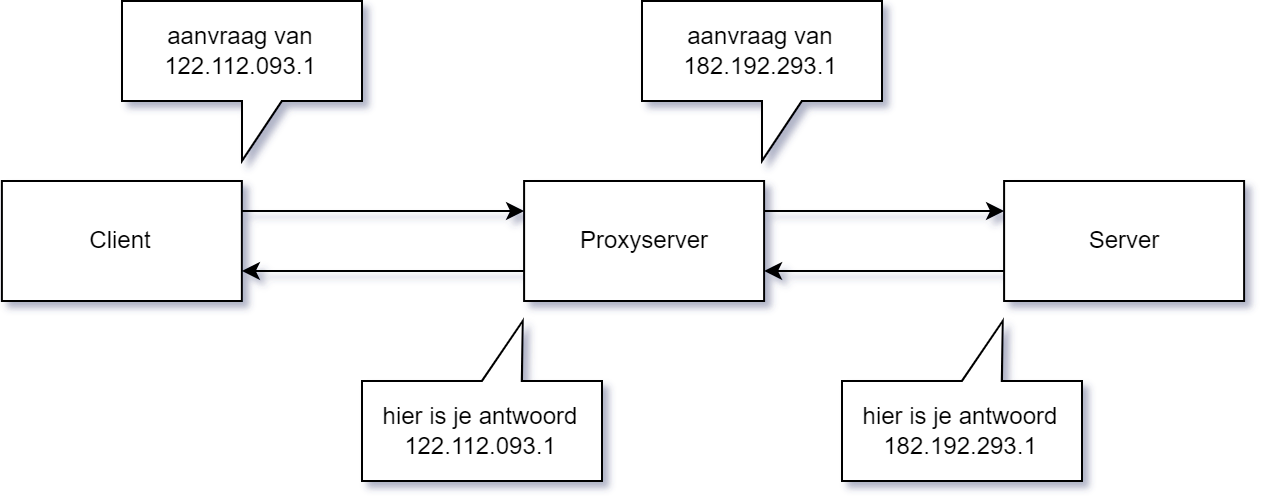 aanvraag van
122.112.093.1
aanvraag van
182.192.293.1
Client
Proxyserver
Server
hier is je antwoord
122.112.093.1
hier is je antwoord
182.192.293.1